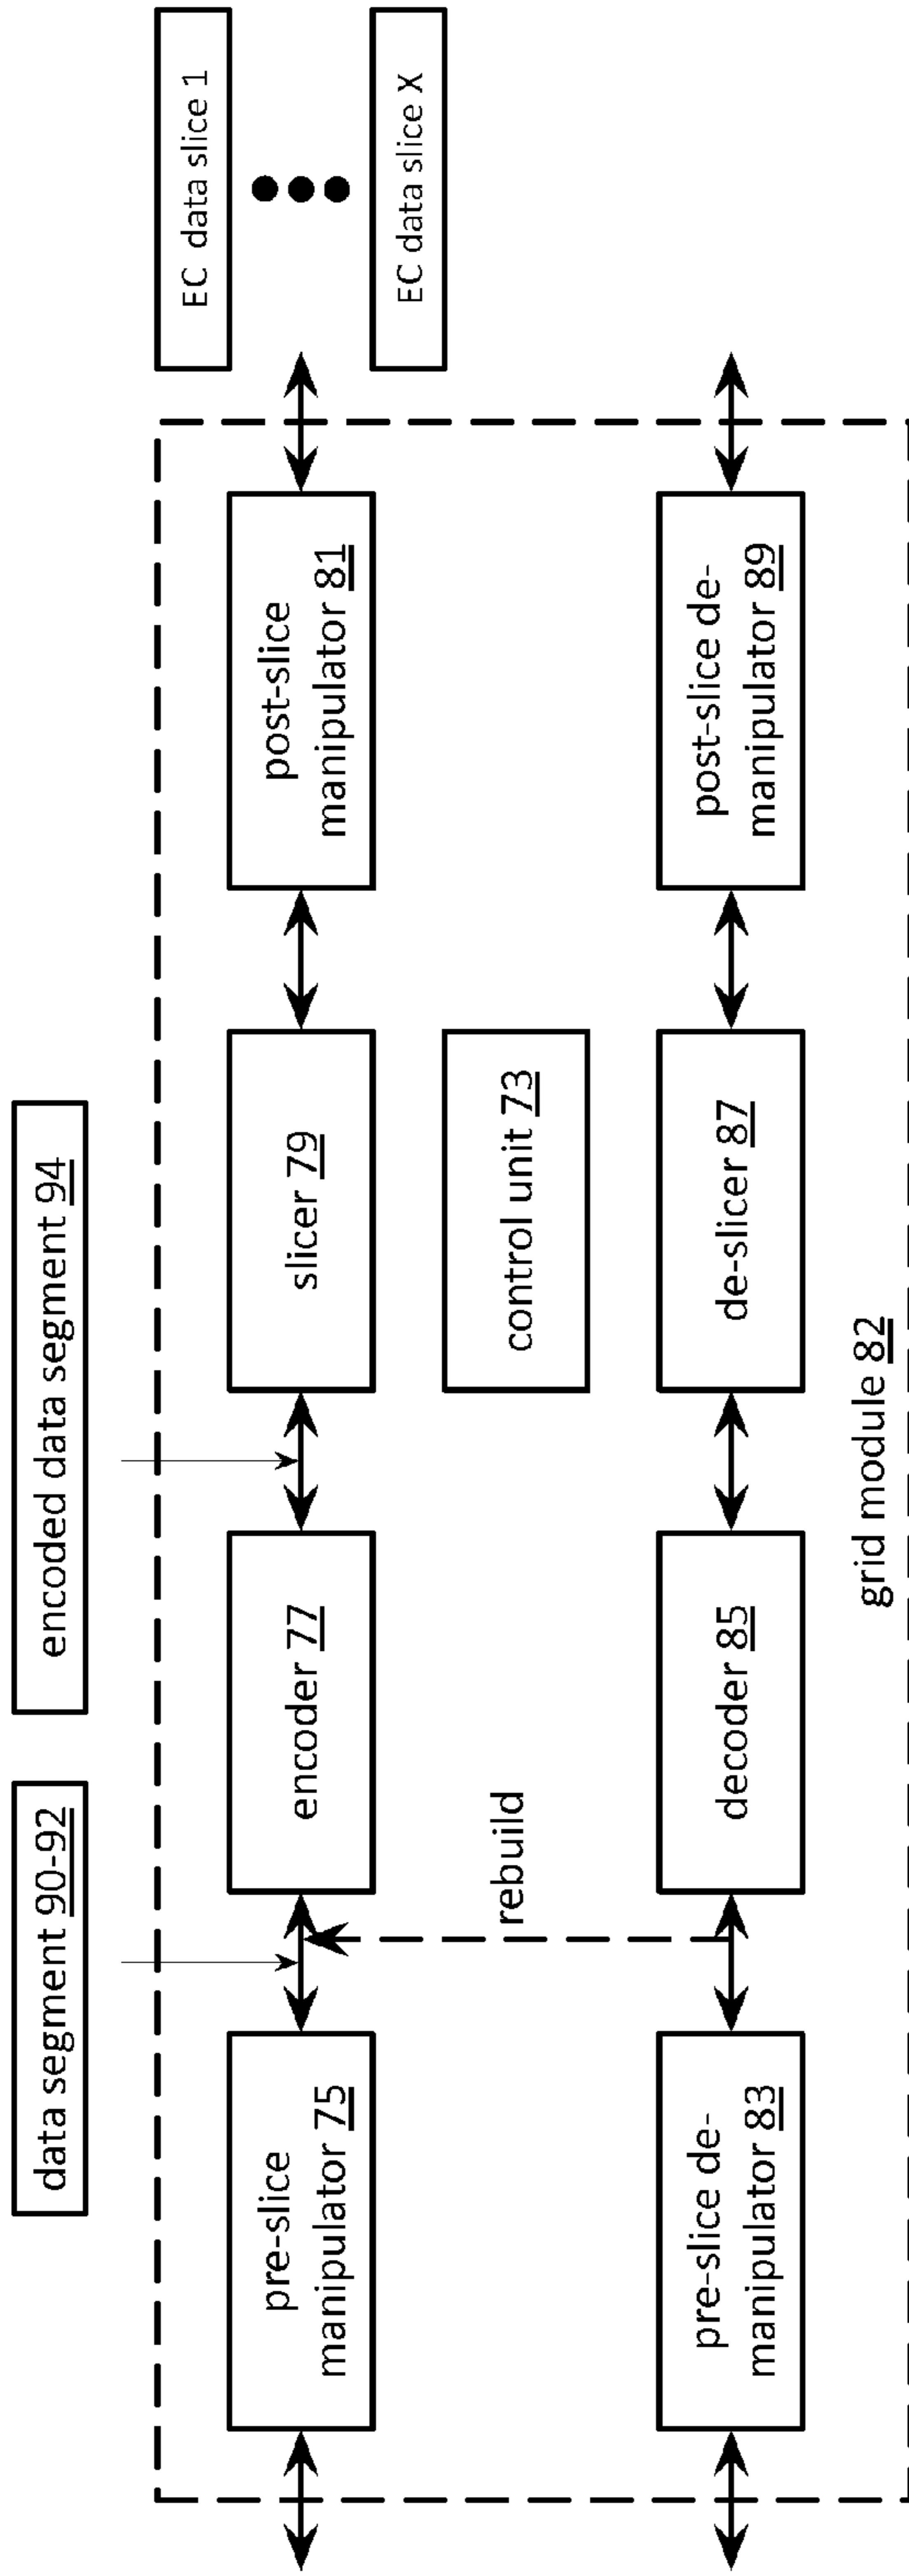 data segment 90-92
encoded data segment 94
EC data slice 1
EC data slice X
pre-slice
manipulator 75
encoder 77
slicer 79
post-slice
manipulator 81
rebuild
control unit 73
pre-slice de-
manipulator 83
decoder 85
de-slicer 87
post-slice de-
manipulator 89
grid module 82